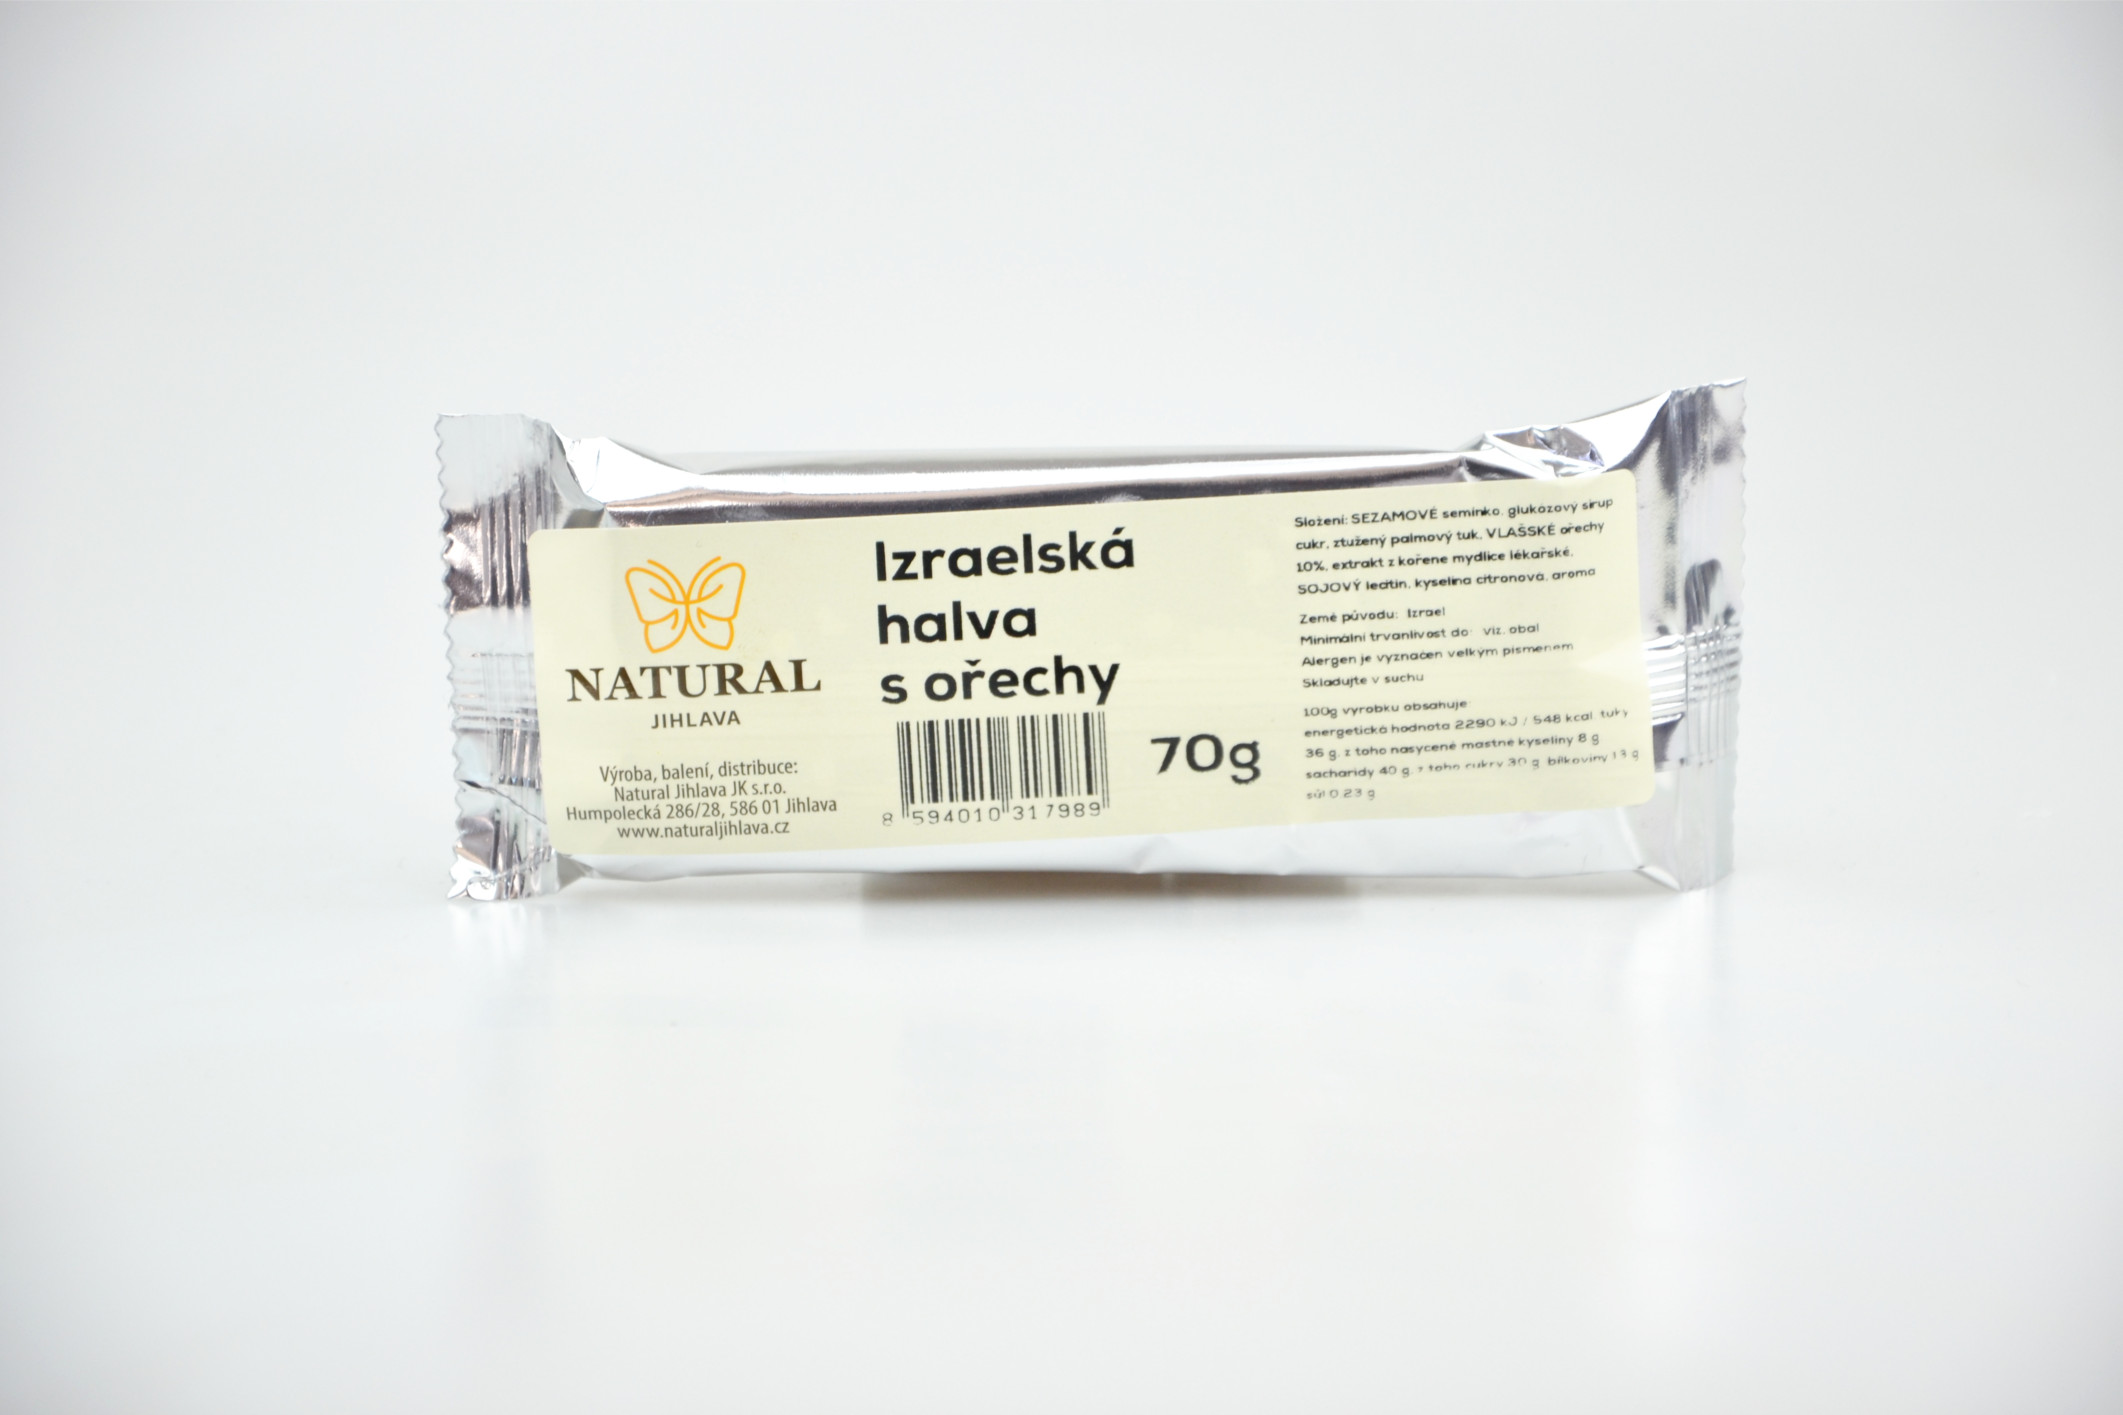 NATURAL
JIHLAVA
Výroba, balení, distribuce:
Natural Jihlava JK s.r.o.
Humpolecká 286/28, 586 01 Jihlava
www.naturaljihlava.cz
Izraelská
halva
s ořechy
8 594010 317989
70g
Složení: SEZAMOVÉ semínko, glukózový sirup
cukr, ztužený palmový tuk, VLAŠSKÉ ořechy
10%, extrakt z kořene mydlice lékařské,
SOJOVÝ lecitin, kyselina citronová, aroma
Země původu: Izrael
Minimální trvanlivost do: viz. obal
Alergen je vyznačen velkým písmenem
Skladujte v suchu
100g výrobku obsahuje:
energetická hodnota 2290 kJ / 548 kcal tuky
36 g, z toho nasycené mastné kyseliny 8 g
sacharidy 40 g, z toho cukry 30 g bílkoviny 13 g
sůl 0,23 g